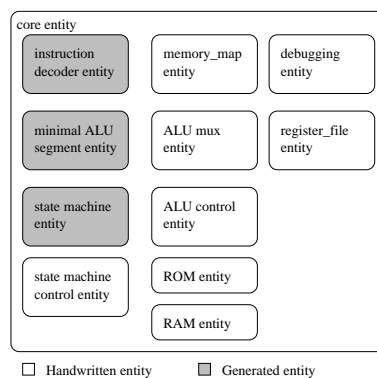 core entity
instruction
decoder entity
memory_map
entity
debugging
entity
minimal ALU
segment entity
ALU mux
entity
register_file
entity
state machine
entity
ALU control
entity
state machine
control entity
ROM entity
RAM entity
Handwritten entity
Generated entity